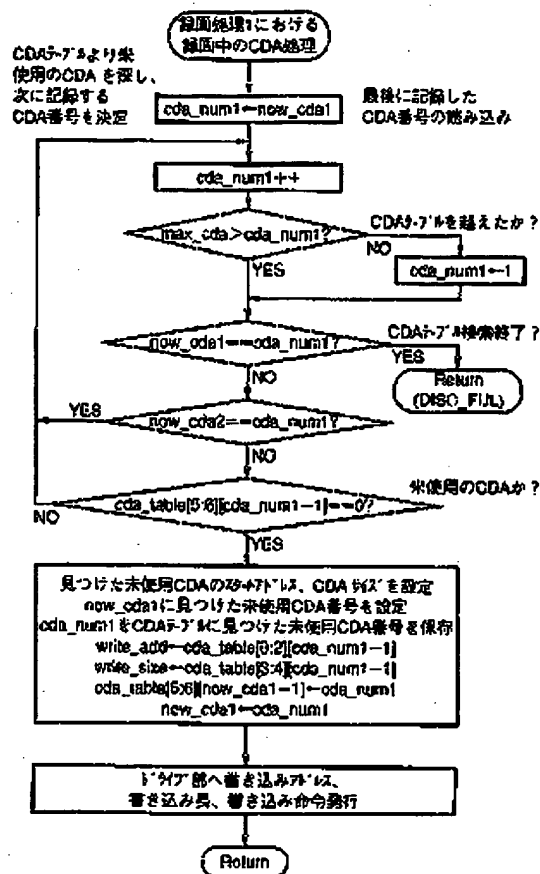 録画処理1における
録画中のCDA処理
CDAテーブルより未
使用のCDAを探し、
次に記録する
CDA番号を決定
cda_num1←now_cda1
最後に記録した
CDA番号の読み込み
cda_num1++
max_cda>cda_num1?
CDAテーブルを越えたか?
NO
cda_num1←1
YES
now_cda1==cda_num1?
CDAテーブル検索終了?
YES
NO
Return
(DISC_FULL)
YES
now_cda2==cda_num1?
NO
未使用のCDAか?
cda_table[5:6][cda_num1−1]==0?
NO
YES
見つけた未使用CDAのスタートアドレス、CDAサイズを設定
now_cda1に見つけた未使用CDA番号を設定
cda_num1をCDAテーブルに見つけた未使用CDA番号を保存
write_add←cda_table[0:2][cda_num1−1]
write_size←cda_table[3:4][cda_num1−1]
cda_table[5:6][now_cda1−1]←cda_num1
now_cda1←cda_num1
ドライブ部へ書き込みアドレス、
書き込み長、書き込み命令発行
Return